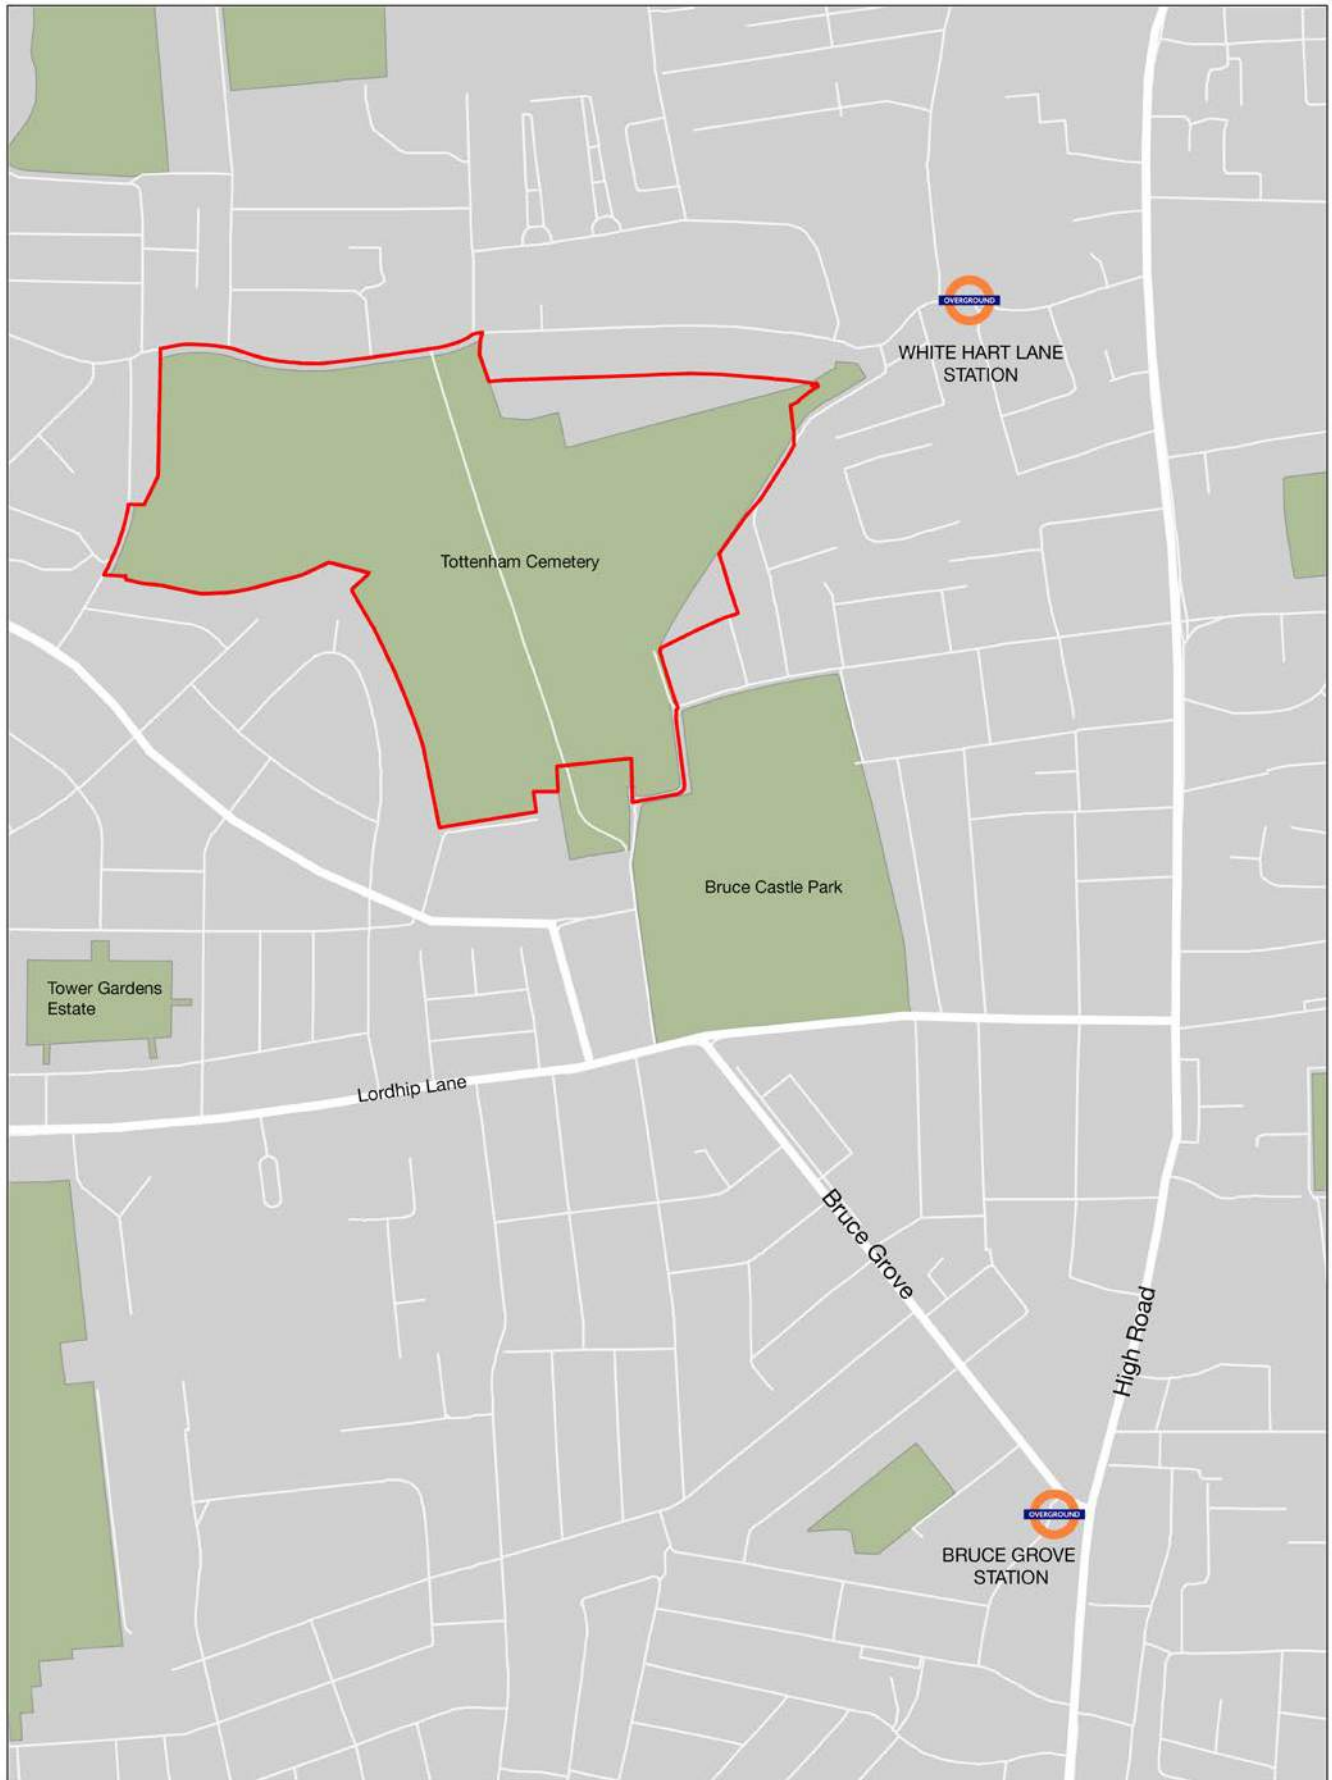 OVERGROUND
WHITE HART LANE
STATION
Tottenham Cemetery
Bruce Castle Park
Tower Gardens
Estate
Lordhip Lane
Bruce Grove
High Road
OVERGROUND
BRUCE GROVE
STATION